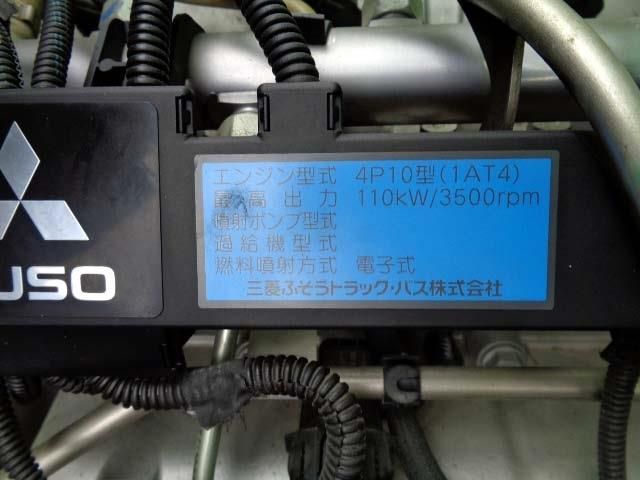 USO
エンジン型式 4P10型(1AT4)
最高出力 110kW/3500rpm
噴射ポンプ型式
過給機型式
燃料噴射方式 電子式
三菱ふそうトラック・バス株式会社